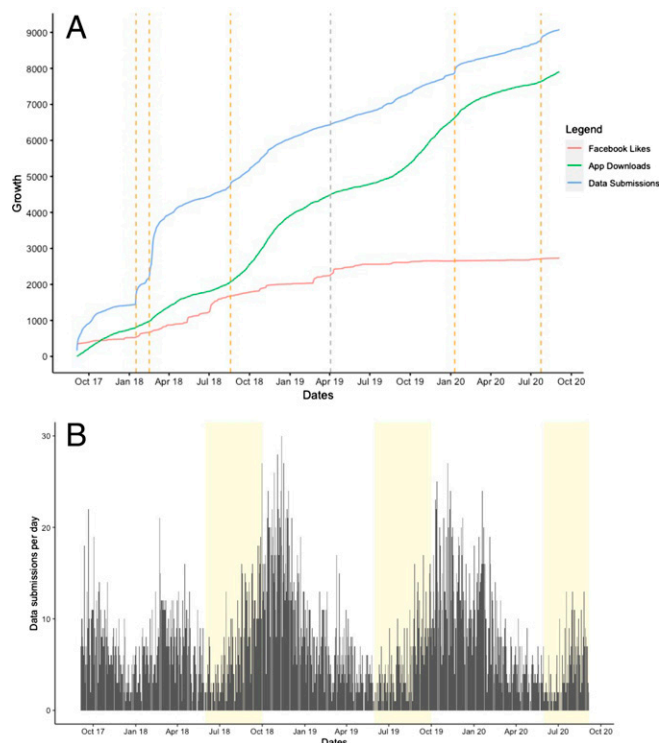 A
9000
8000
7000
6000
5000
4000
3000
2000
1000
0
Growth
Oct 17 Jan 18 Apr 18 Jul 18 Oct 18 Jan 19 Apr 19 Jul 19 Oct 19 Jan 20 Apr 20 Jul 20 Oct 20
Dates
Legend
Facebook Likes
App Downloads
Data Submissions
B
30
20
10
0
Data submissions per day
Oct 17 Jan 18 Apr 18 Jul 18 Oct 18 Jan 19 Apr 19 Jul 19 Oct 19 Jan 20 Apr 20 Jul 20 Oct 20
Dates